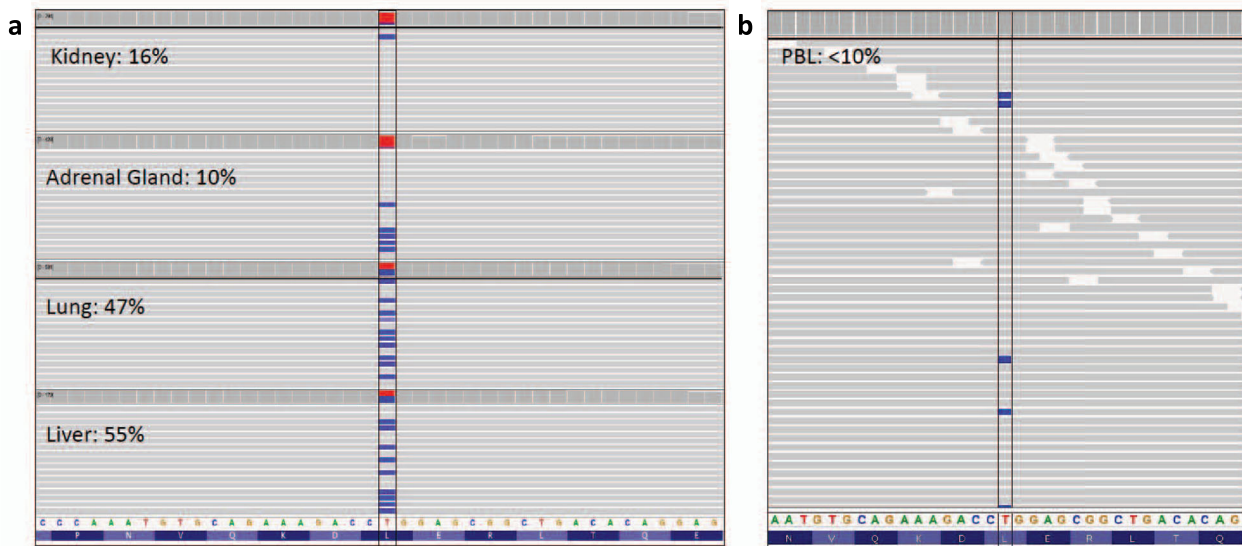 a
Kidney: 16%
Adrenal Gland: 10%
Lung: 47%
Liver: 55%
C C C A A A T G T G C A G A A A G A C C T G G A G C G G C T G A C A C A G G A G
P N V Q K D L E R L T Q E
b
PBL: <10%
A A T G T G C A G A A A G A C C T G G A G C G G C T G A C A C A G
N V Q K D L E R L T Q